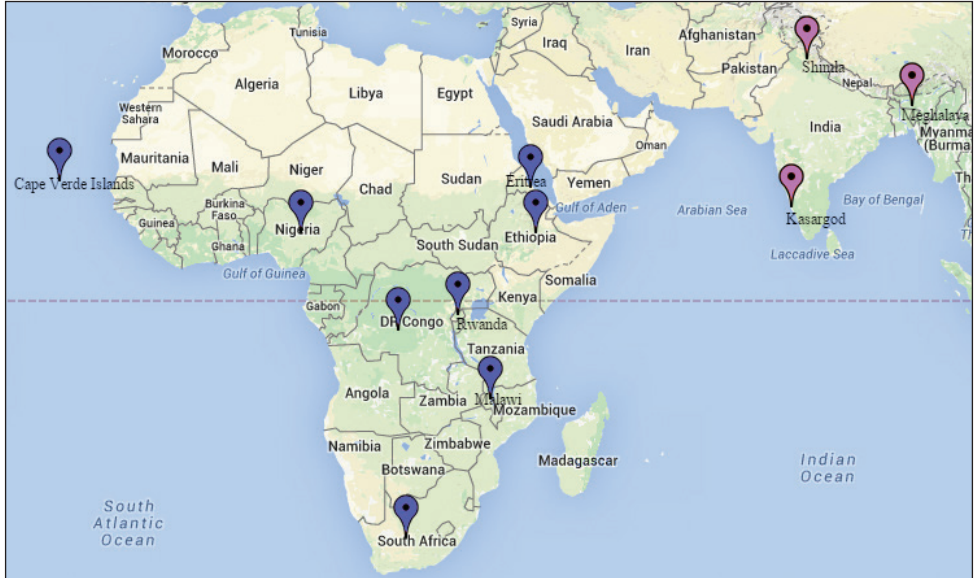 Tunisia
Syria
Afghanistan
Morocco
Iraq
Iran
Shimla
Pakistan
Algeria
Libya
Egypt
Nepal
Western
Sahara
Meghalaya
Saudi Arabia
India
Myanma
(Burma
Oman
Mauritania
Mali
Niger
Th
Cape Verde Islands
Chad
Sudan
Eritrea
Yemen
Burkina
Faso
Gulf of Aden
Arabian Sea
Bay of Bengal
Guinea
Nigeria
Ethiopia
Kasargod
Ghana
South Sudan
Laccadive Sea
Gulf of Guinea
Somalia
Gabon
Kenya
DR Congo
Rwanda
Tanzania
Angola
Zambia
Malawi
Mozambique
Namibia
Zimbabwe
Botswana
Madagascar
Indian
Ocean
South
Atlantic
Ocean
South Africa